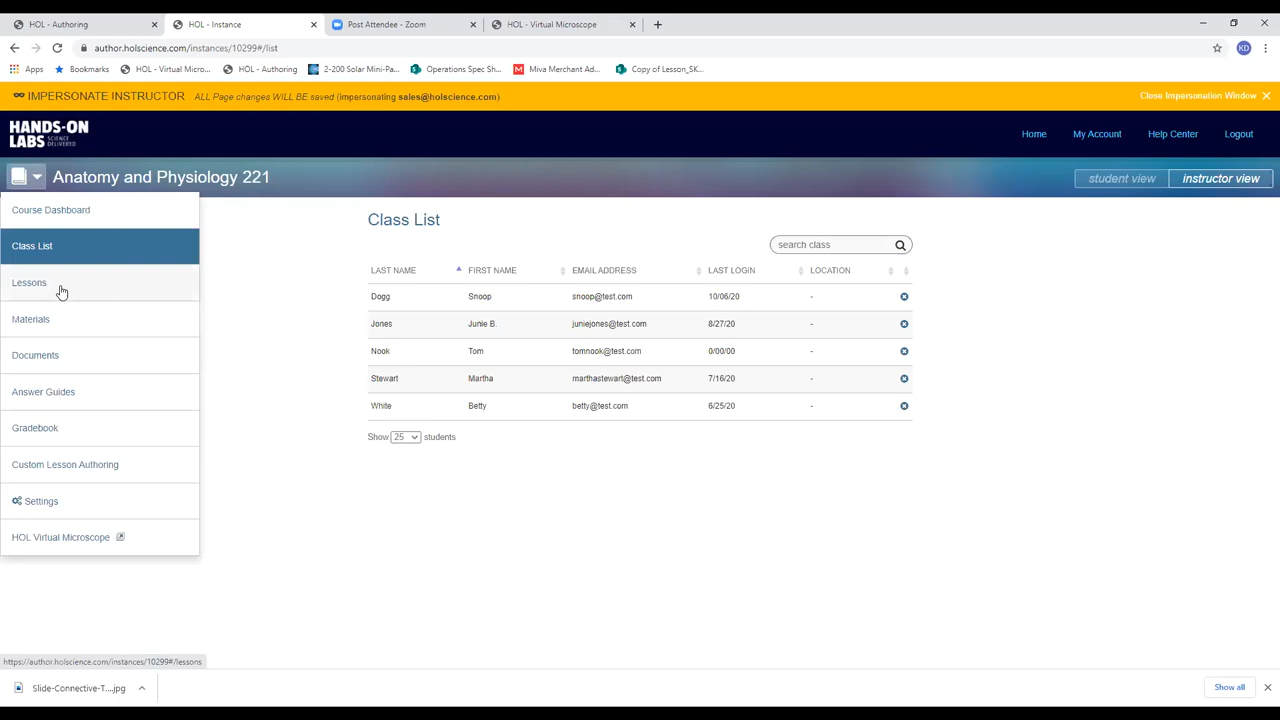 HOL - Authoring
HOL - Instance
Post Attendee - Zoom
HOL - Virtual Microscope
author.holscience.com/instances/10299#/list
KD
Apps
Bookmarks
HOL - Virtual Micro...
HOL - Authoring
2-200 Solar Mini-Pa...
Operations Spec Sh...
Miva Merchant Ad...
Copy of Lesson_SK...
IMPERSONATE INSTRUCTOR ALL Page changes WILL BE saved (impersonating sales@holscience.com)
Close Impersonation Window
HANDS-ON
LABS SCIENCE DELIVERED
Home
My Account
Help Center
Logout
Anatomy and Physiology 221
student view
instructor view
Course Dashboard
Class List
Lessons
Materials
Documents
Answer Guides
Gradebook
Custom Lesson Authoring
Settings
HOL Virtual Microscope
Class List
search class
LAST NAME FIRST NAME EMAIL ADDRESS LAST LOGIN LOCATION
Dogg Snoop snoop@test.com 10/06/20 -
Jones Junie B. juniejones@test.com 8/27/20 -
Nook Tom tomnook@test.com 0/00/00 -
Stewart Martha marthastewart@test.com 7/16/20 -
White Betty betty@test.com 6/25/20 -
Show 25 students
https://author.holscience.com/instances/10299#/lessons
Slide-Connective-T....jpg
Show all